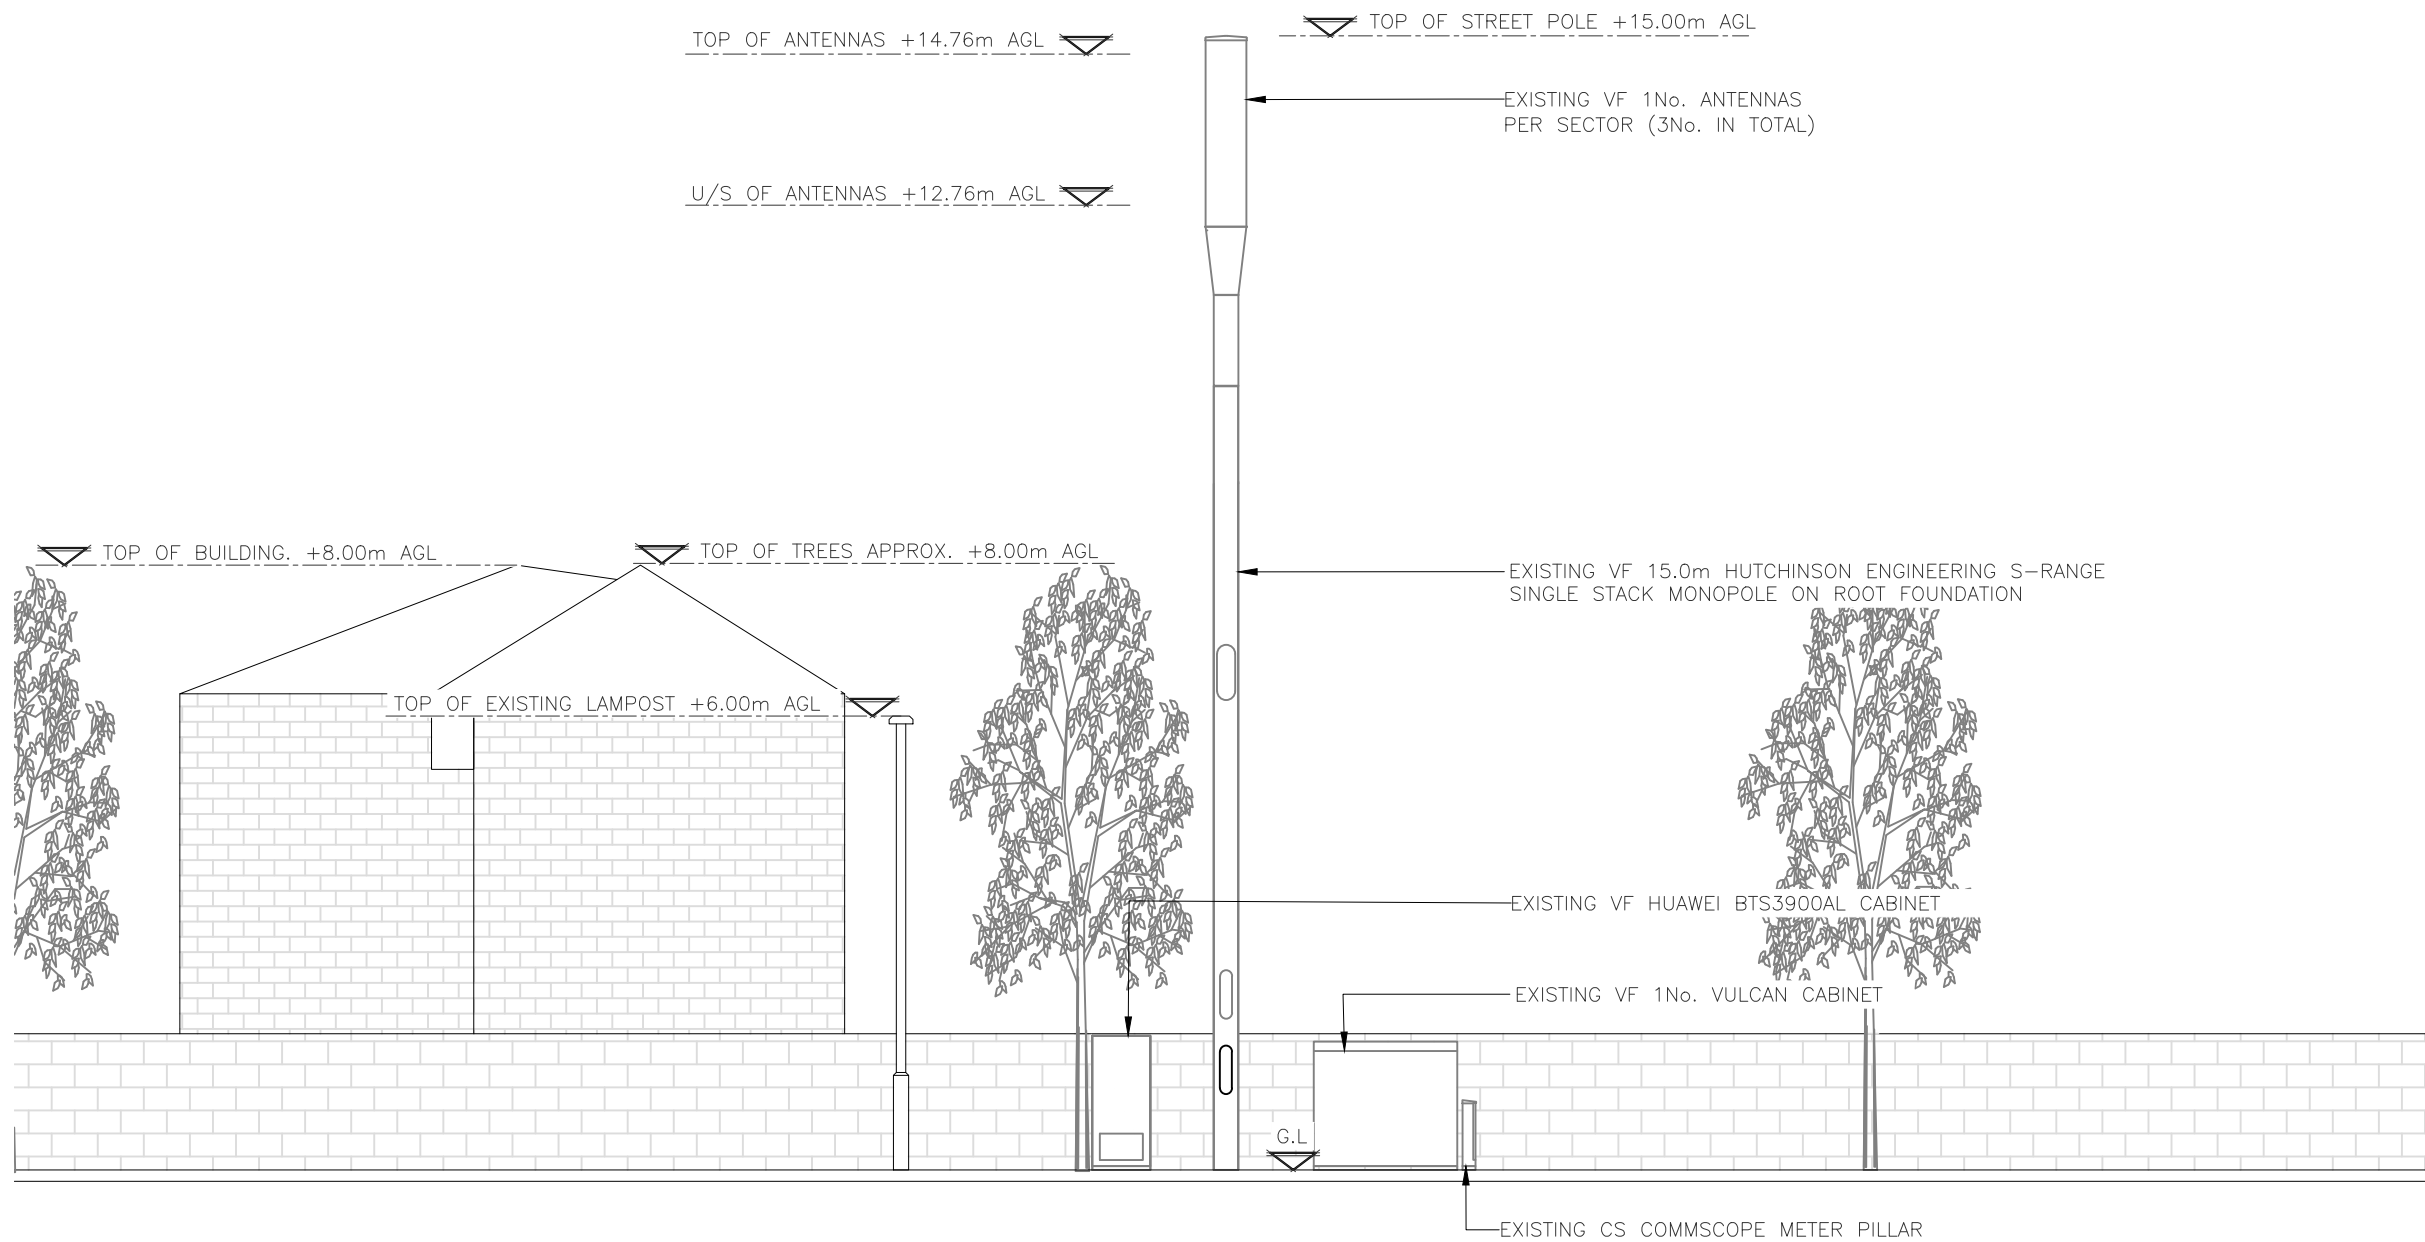 TOP OF STREET POLE +15.00m AGL
TOP OF ANTENNAS +14.76m AGL
EXISTING VF 1No. ANTENNAS
PER SECTOR (3No. IN TOTAL)
U/S OF ANTENNAS +12.76m AGL
TOP OF BUILDING. +8.00m AGL
TOP OF TREES APPROX. +8.00m AGL
EXISTING VF 15.0m HUTCHINSON ENGINEERING S-RANGE
SINGLE STACK MONOPOLE ON ROOT FOUNDATION
TOP OF EXISTING LAMPOST +6.00m AGL
EXISTING VF HUAWEI BTS3900AL CABINET
EXISTING VF 1No. VULCAN CABINET
G.L
EXISTING CS COMMSCOPE METER PILLAR